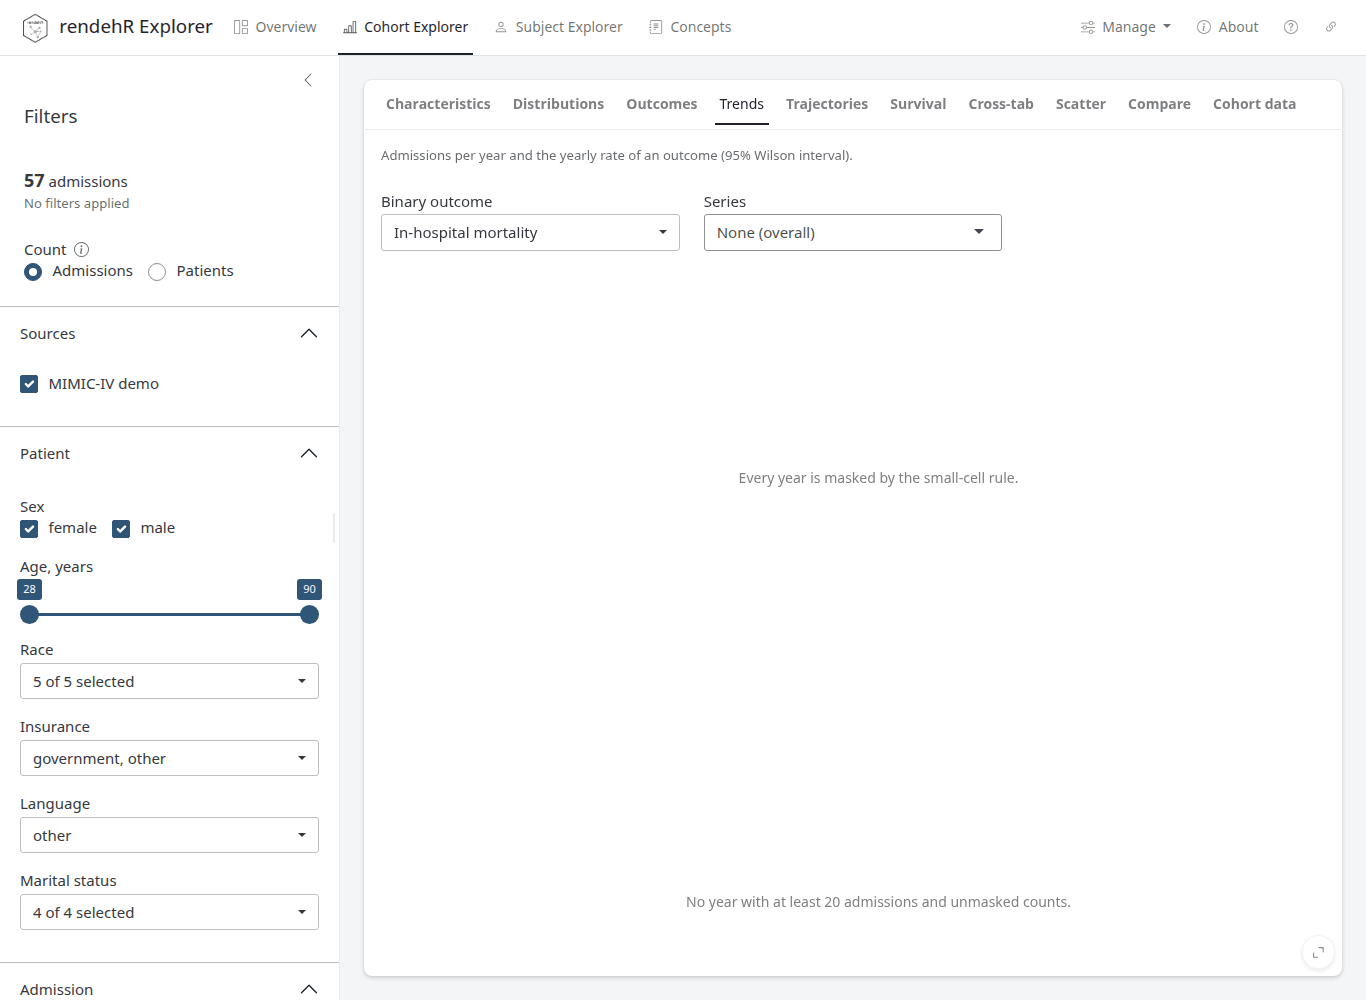 rendehR Explorer
Overview
Cohort Explorer
Subject Explorer
Concepts
Manage
About
Filters
57 admissions
No filters applied
Count
Admissions
Patients
Sources
MIMIC-IV demo
Patient
Sex
female
male
Age, years
28
90
Race
5 of 5 selected
Insurance
government, other
Language
other
Marital status
4 of 4 selected
Admission
Characteristics
Distributions
Outcomes
Trends
Trajectories
Survival
Cross-tab
Scatter
Compare
Cohort data
Admissions per year and the yearly rate of an outcome (95% Wilson interval).
Binary outcome
In-hospital mortality
Series
None (overall)
Every year is masked by the small-cell rule.
No year with at least 20 admissions and unmasked counts.